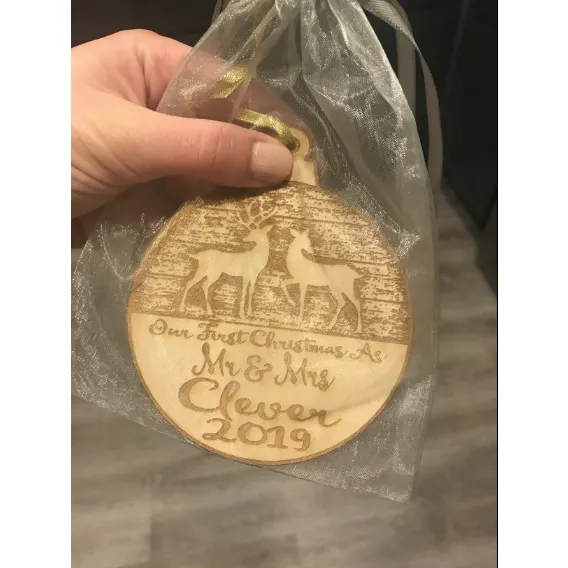 Our First Christmas As
Mr & Mrs
Clever
2019